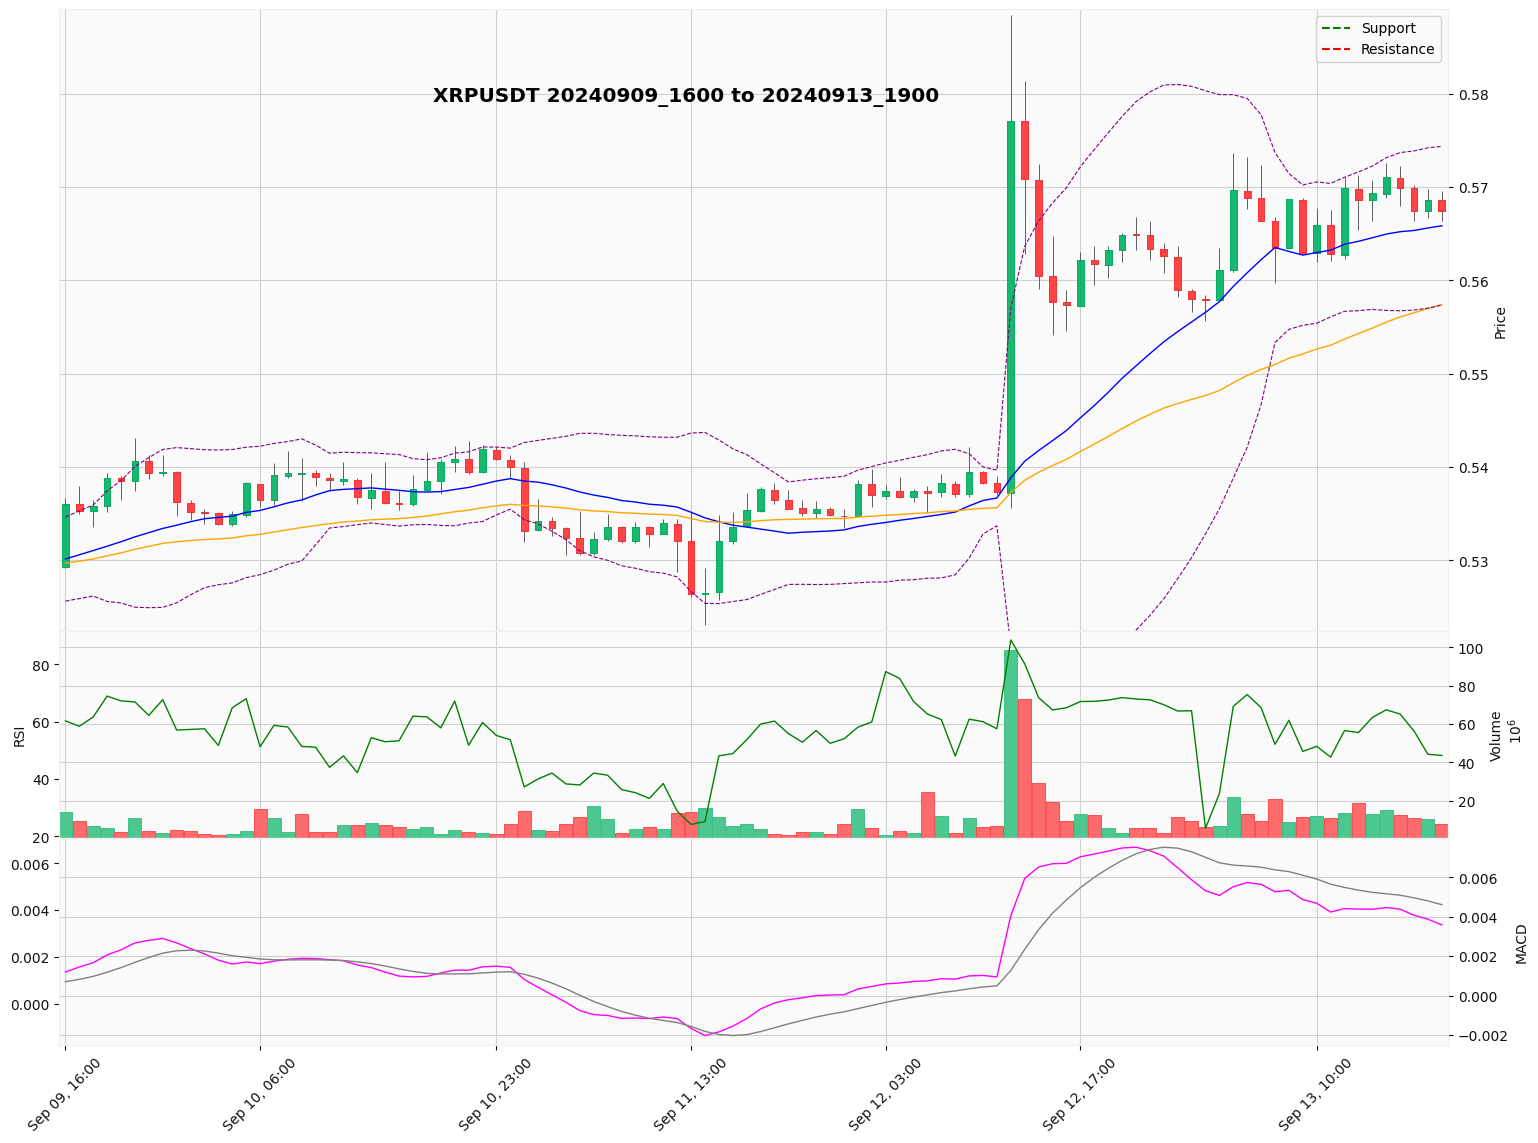 XRPUSDT 20240909_1600 to 20240913_1900
Support
Resistance
0.58
0.57
0.56
0.55
0.54
0.53
Price
RSI
80
60
40
20
100
80
60
40
20
Volume
10^6
0.006
0.004
0.002
0.000
0.006
0.004
0.002
0.000
−0.002
MACD
Sep 09, 16:00
Sep 10, 06:00
Sep 10, 23:00
Sep 11, 13:00
Sep 12, 03:00
Sep 12, 17:00
Sep 13, 10:00